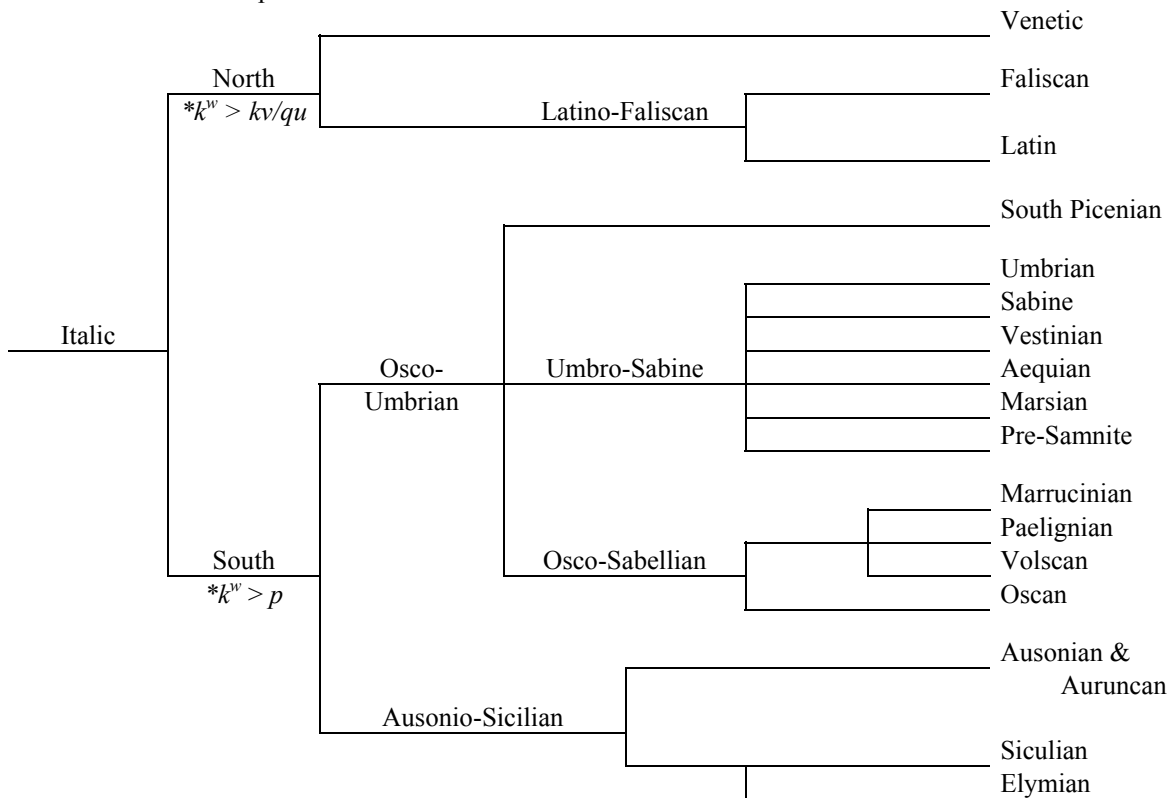 Venetic
North
Faliscan
*kʷ > kv/qu
Latino-Faliscan
Latin
South Picenian
Umbrian
Sabine
Italic
Vestinian
Osco-
Umbro-Sabine
Aequian
Umbrian
Marsian
Pre-Samnite
Marrucinian
Paelignian
South
Osco-Sabellian
Volscan
*kʷ > p
Oscan
Ausonian &
Auruncan
Ausonio-Sicilian
Siculian
Elymian